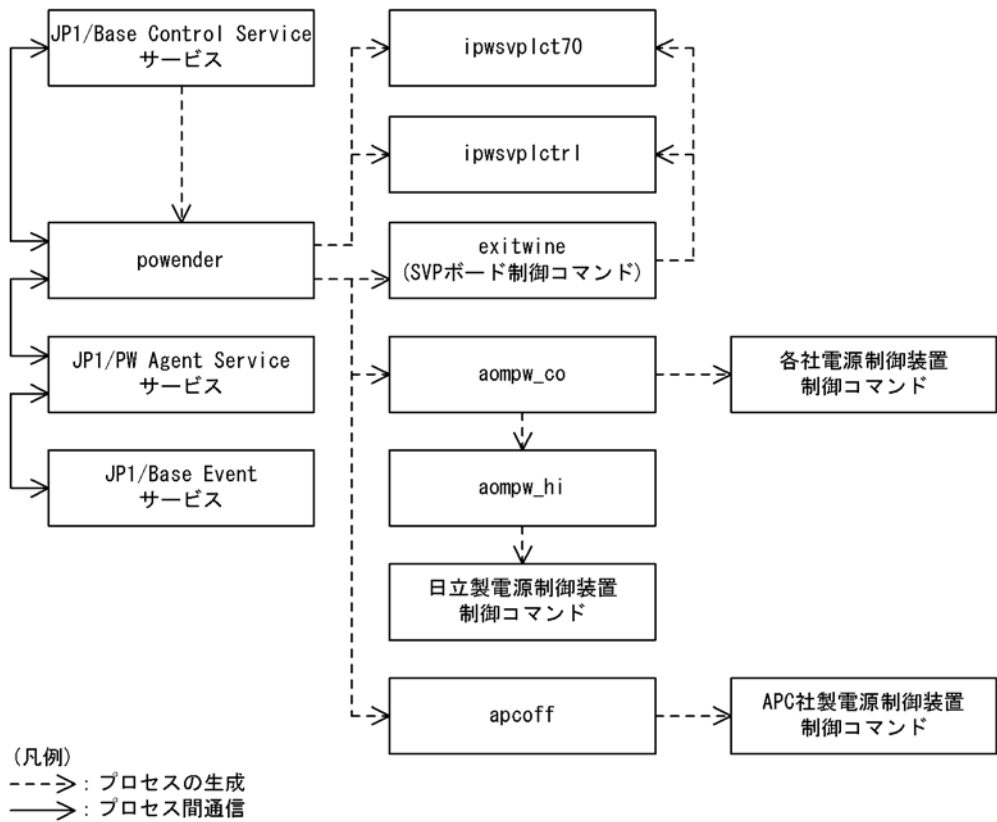 JP1/Base Control Service
サービス
ipwsvplct70
ipwsvplctrl
powender
exitwine
(SVPボード制御コマンド)
JP1/PW Agent Service
サービス
aompw_co
各社電源制御装置
制御コマンド
JP1/Base Event
サービス
aompw_hi
日立製電源制御装置
制御コマンド
apcoff
APC社製電源制御装置
制御コマンド
(凡例)
: プロセスの生成
: プロセス間通信